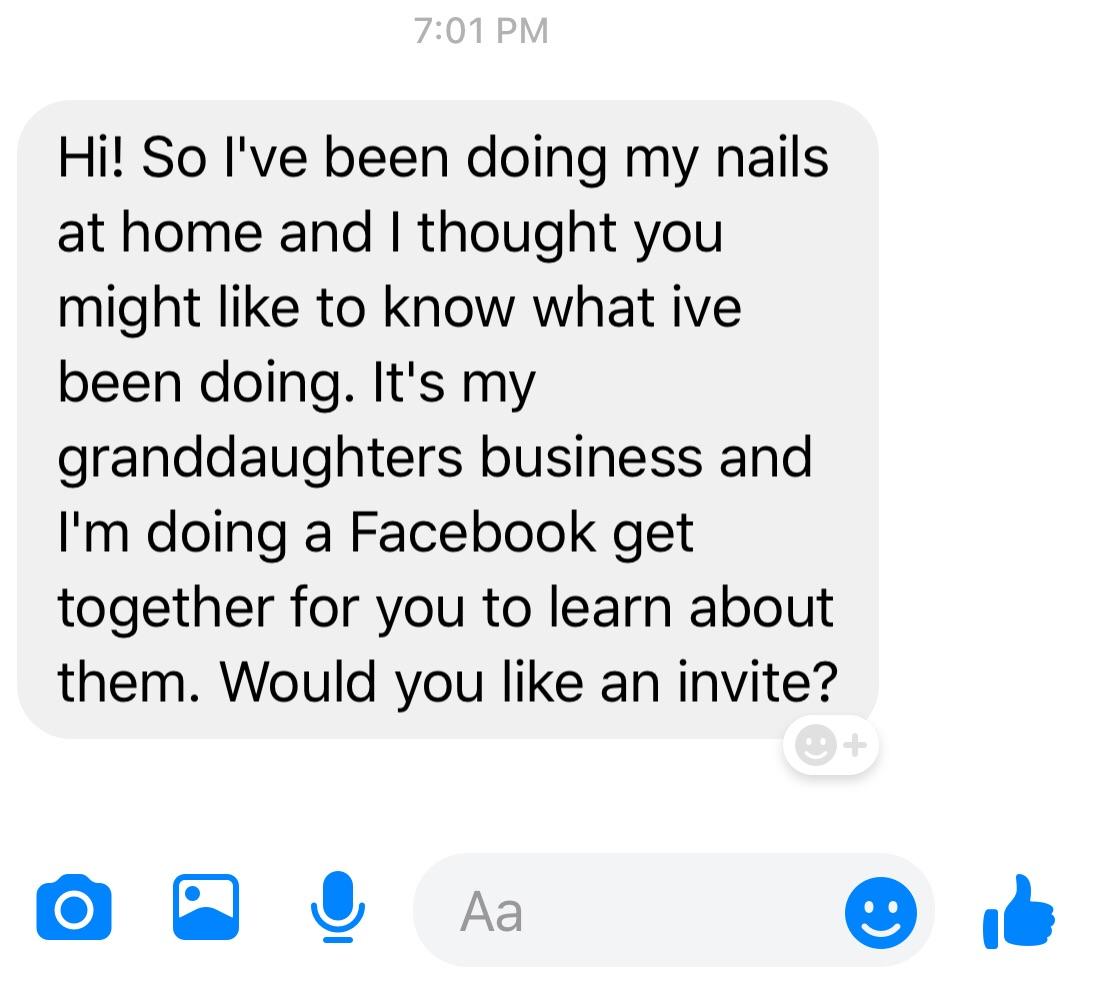 7:01 PM
Hi! So I've been doing my nails
at home and I thought you
might like to know what ive
been doing. It's my
granddaughters business and
I'm doing a Facebook get
together for you to learn about
them. Would you like an invite?
Aa